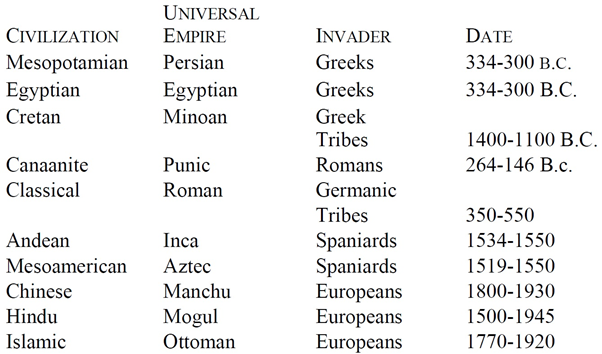 UNIVERSAL
CIVILIZATION EMPIRE INVADER DATE
Mesopotamian Persian Greeks 334-300 B.C.
Egyptian Egyptian Greeks 334-300 B.C.
Cretan Minoan Greek
Tribes 1400-1100 B.C.
Canaanite Punic Romans 264-146 B.c.
Classical Roman Germanic
Tribes 350-550
Andean Inca Spaniards 1534-1550
Mesoamerican Aztec Spaniards 1519-1550
Chinese Manchu Europeans 1800-1930
Hindu Mogul Europeans 1500-1945
Islamic Ottoman Europeans 1770-1920